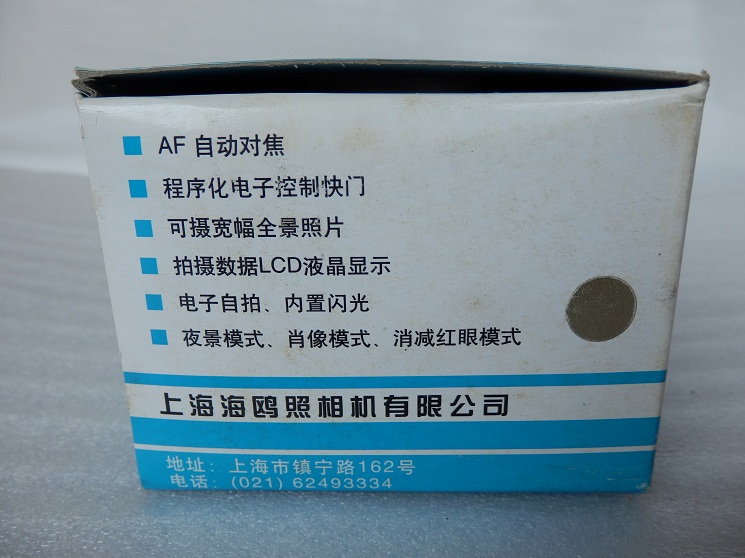 AF 自动对焦
程序化电子控制快门
可摄宽幅全景照片
拍摄数据LCD液晶显示
电子自拍、内置闪光
夜景模式、肖像模式、消减红眼模式
上海海鸥照相机有限公司
地址：上海市镇宁路162号
电话：(021) 62493334